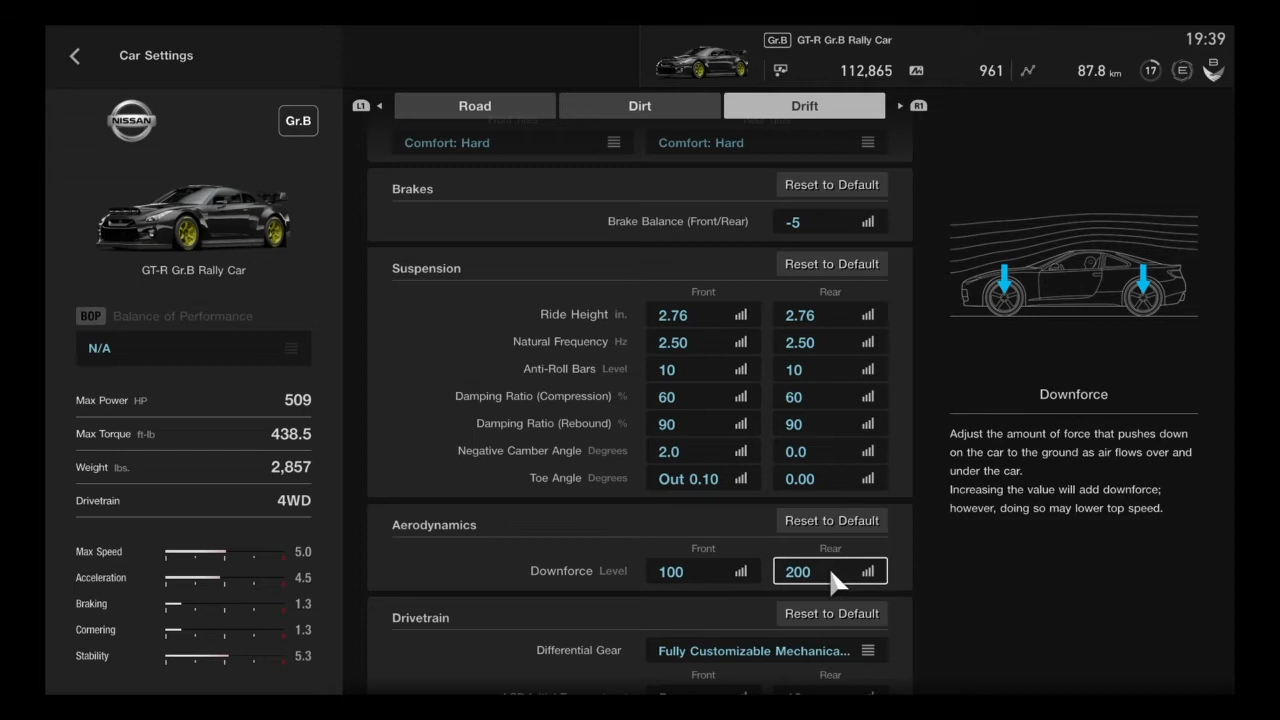 Car Settings
Gr.B GT-R Gr.B Rally Car
19:39
112,865 961 87.8 km 17 E B
NISSAN
Gr.B
GT-R Gr.B Rally Car
BOP Balance of Performance
N/A
Max Power HP 509
Max Torque ft-lb 438.5
Weight lbs. 2,857
Drivetrain 4WD
Max Speed 5.0
Acceleration 4.5
Braking 1.3
Cornering 1.3
Stability 5.3
L1 Road Dirt Drift R1
Comfort: Hard Comfort: Hard
Brakes Reset to Default
Brake Balance (Front/Rear) -5
Suspension Reset to Default
Front Rear
Ride Height in. 2.76 2.76
Natural Frequency Hz 2.50 2.50
Anti-Roll Bars Level 10 10
Damping Ratio (Compression) % 60 60
Damping Ratio (Rebound) % 90 90
Negative Camber Angle Degrees 2.0 0.0
Toe Angle Degrees Out 0.10 0.00
Aerodynamics Reset to Default
Front Rear
Downforce Level 100 200
Drivetrain Reset to Default
Differential Gear Fully Customizable Mechanica...
Front Rear
Downforce
Adjust the amount of force that pushes down
on the car to the ground as air flows over and
under the car.
Increasing the value will add downforce;
however, doing so may lower top speed.